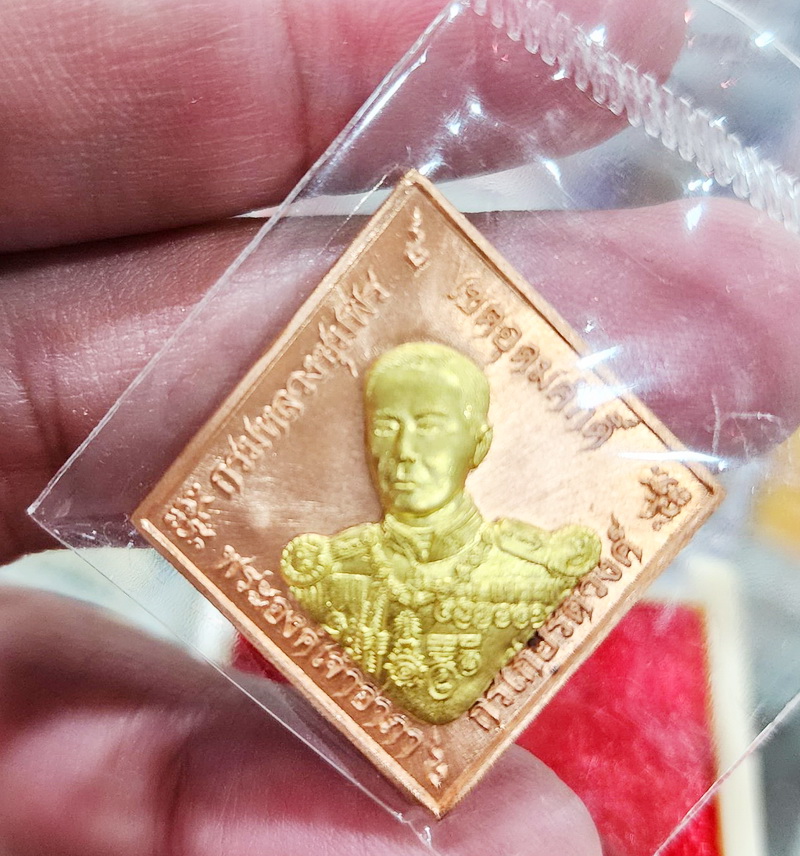 กรมหลวงชุมพร
เขตอุดมศักดิ์
พระองค์เจ้าอาภา
กรเกียรติวงศ์